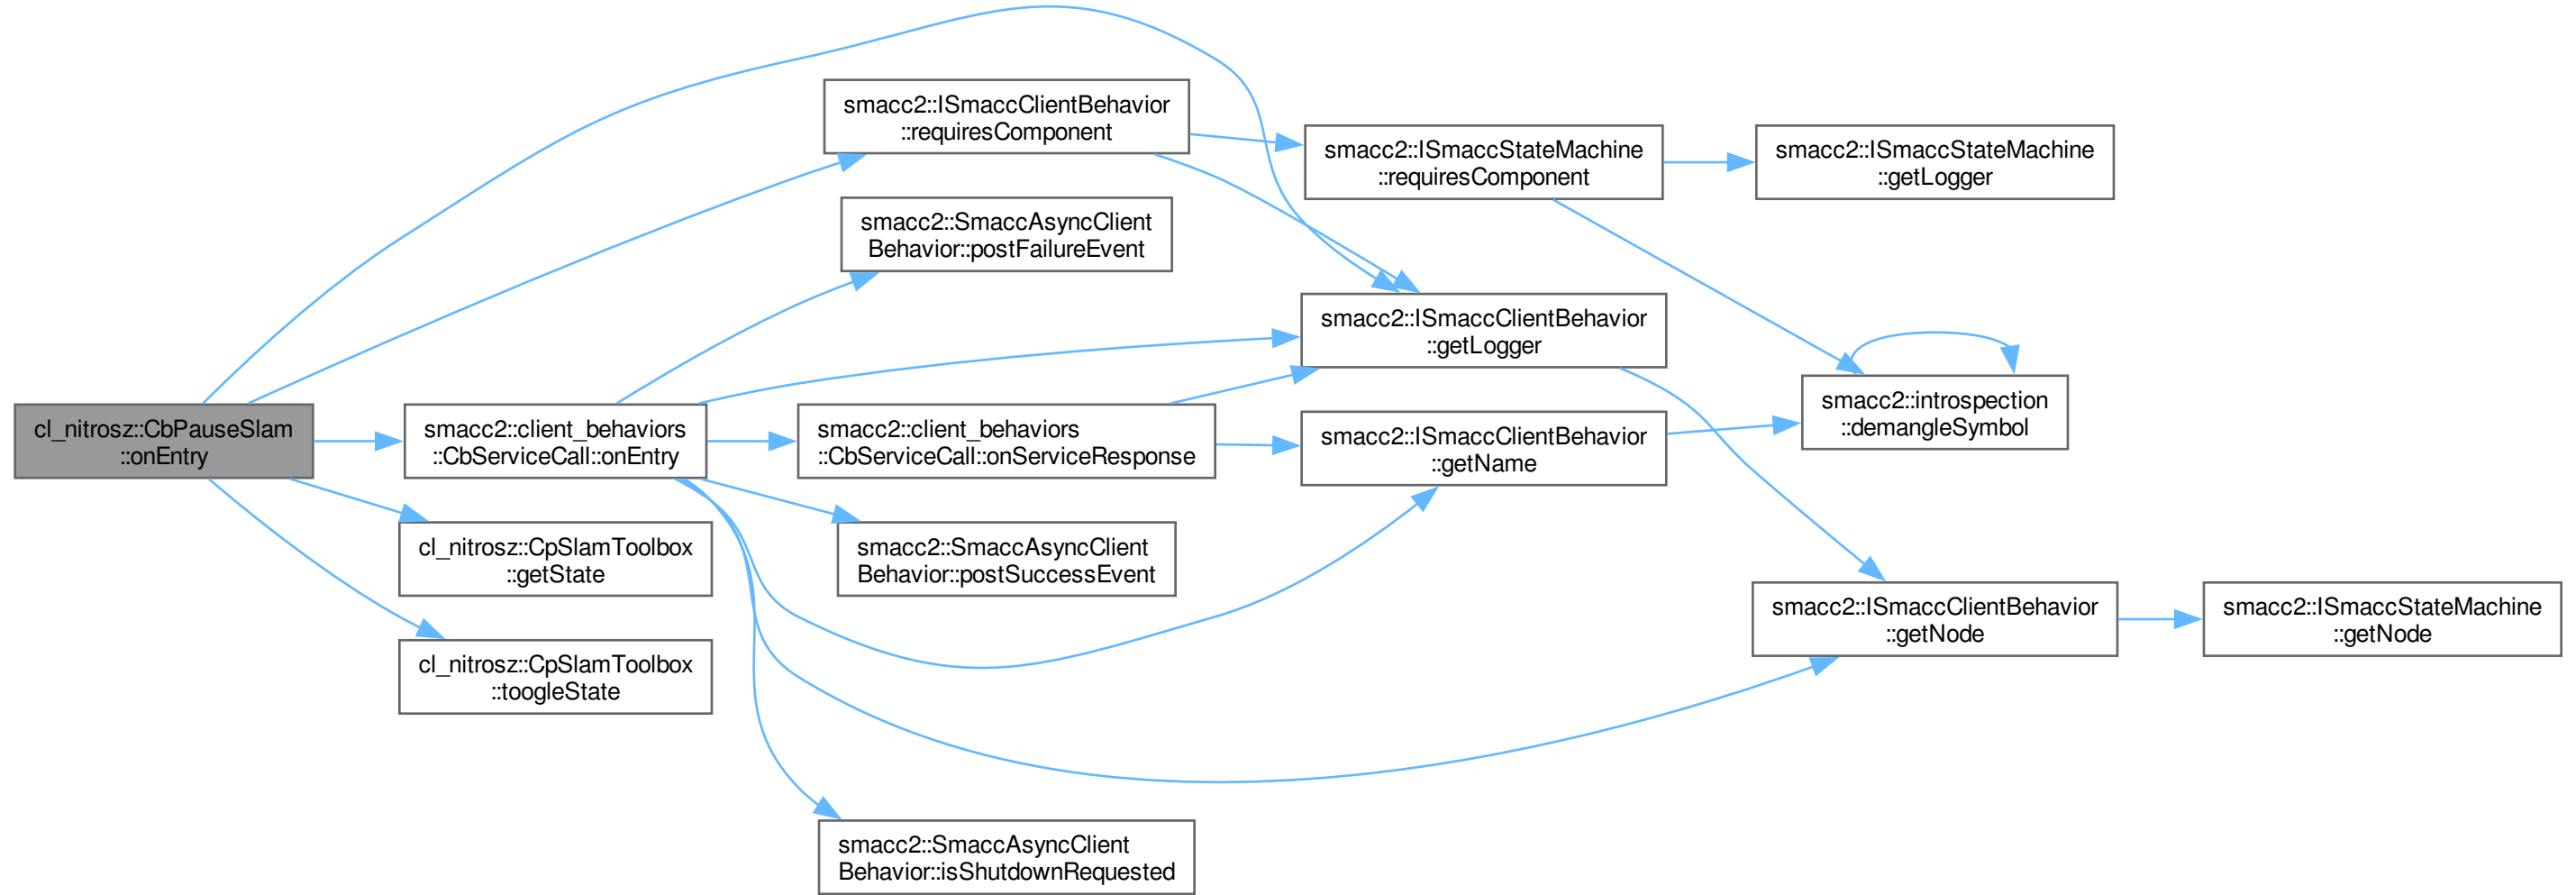 cl_nitrosz::CbPauseSlam
::onEntry
smacc2::ISmaccClientBehavior
::requiresComponent
smacc2::ISmaccStateMachine
::requiresComponent
smacc2::ISmaccStateMachine
::getLogger
smacc2::SmaccAsyncClient
Behavior::postFailureEvent
smacc2::ISmaccClientBehavior
::getLogger
smacc2::introspection
::demangleSymbol
smacc2::client_behaviors
::CbServiceCall::onEntry
smacc2::client_behaviors
::CbServiceCall::onServiceResponse
smacc2::ISmaccClientBehavior
::getName
cl_nitrosz::CpSlamToolbox
::getState
smacc2::SmaccAsyncClient
Behavior::postSuccessEvent
smacc2::ISmaccClientBehavior
::getNode
smacc2::ISmaccStateMachine
::getNode
cl_nitrosz::CpSlamToolbox
::toogleState
smacc2::SmaccAsyncClient
Behavior::isShutdownRequested